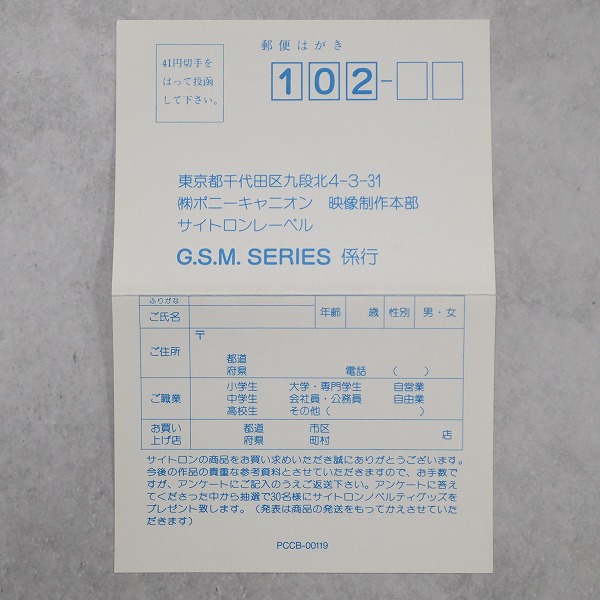 郵便はがき
41円切手を
はって投函
して下さい。
102-
東京都千代田区九段北4-3-31
㈱ポニーキャニオン 映像制作本部
サイトロンレーベル
G.S.M. SERIES 係行
ふりがな
ご氏名 年齢 歳 性別 男・女
ご住所 〒
都道
府県 電話 ( )
ご職業
小学生 大学・専門学生 自営業
中学生 会社員・公務員 自由業
高校生 その他( )
お買い 都道 市区
上げ店 府県 町村 店
サイトロンの商品をお買い求めいただき誠にありがとうございます。
今後の作品の貴重な参考資料とさせていただきますので、お手数で
すが、アンケートにご記入のうえご返送下さい。アンケートに答え
てくださった中から抽選で30名様にサイトロンノベルティグッズを
プレゼント致します。(発表は商品の発送をもってかえさせていた
だきます)
PCCB-00119